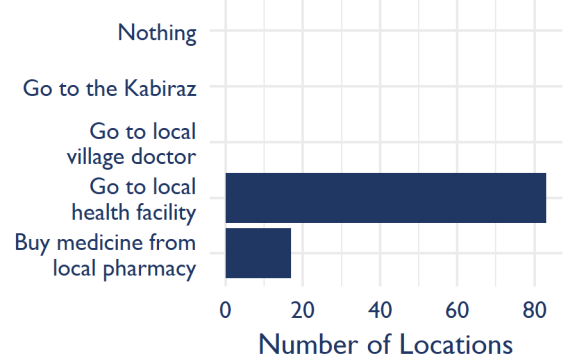 Nothing
Go to the Kabiraz
Go to local
village doctor
Go to local
health facility
Buy medicine from
local pharmacy
0 20 40 60 80
Number of Locations